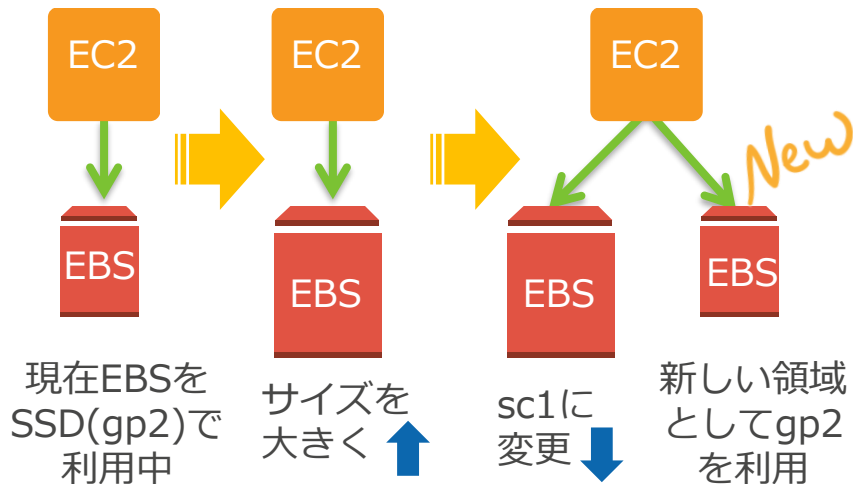 EC2
EC2
EC2
New
EBS
EBS
EBS
EBS
現在EBSを
SSD(gp2)で
利用中
サイズを
大きく
sc1に
変更
新しい領域
としてgp2
を利用